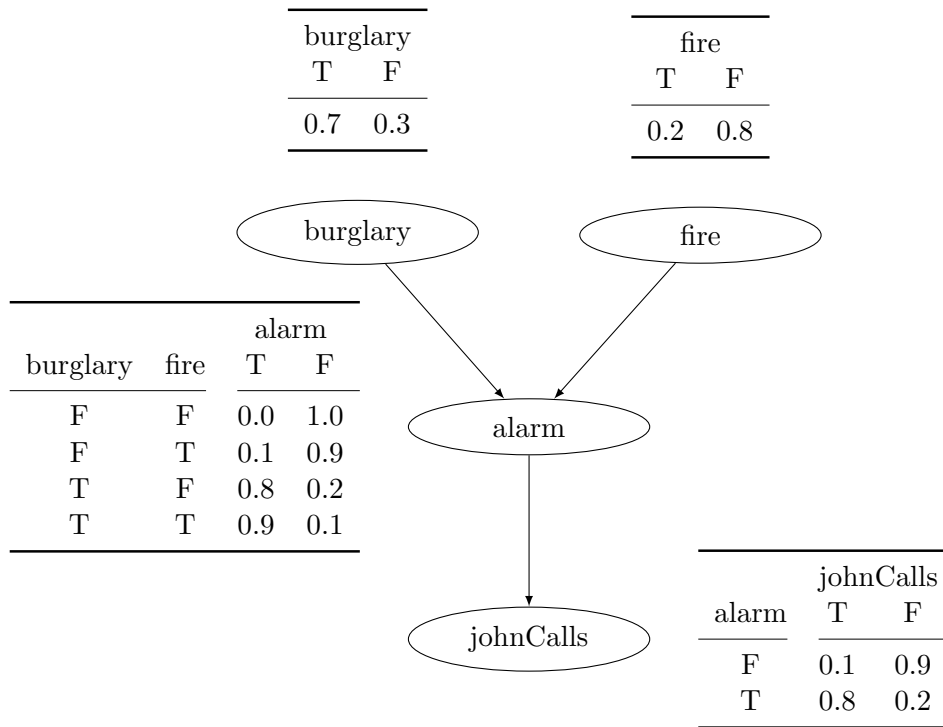 burglary
T F
0.7 0.3
fire
T F
0.2 0.8
burglary
fire
alarm
burglary fire T F
F F 0.0 1.0
F T 0.1 0.9
T F 0.8 0.2
T T 0.9 0.1
alarm
johnCalls
johnCalls
alarm T F
F 0.1 0.9
T 0.8 0.2